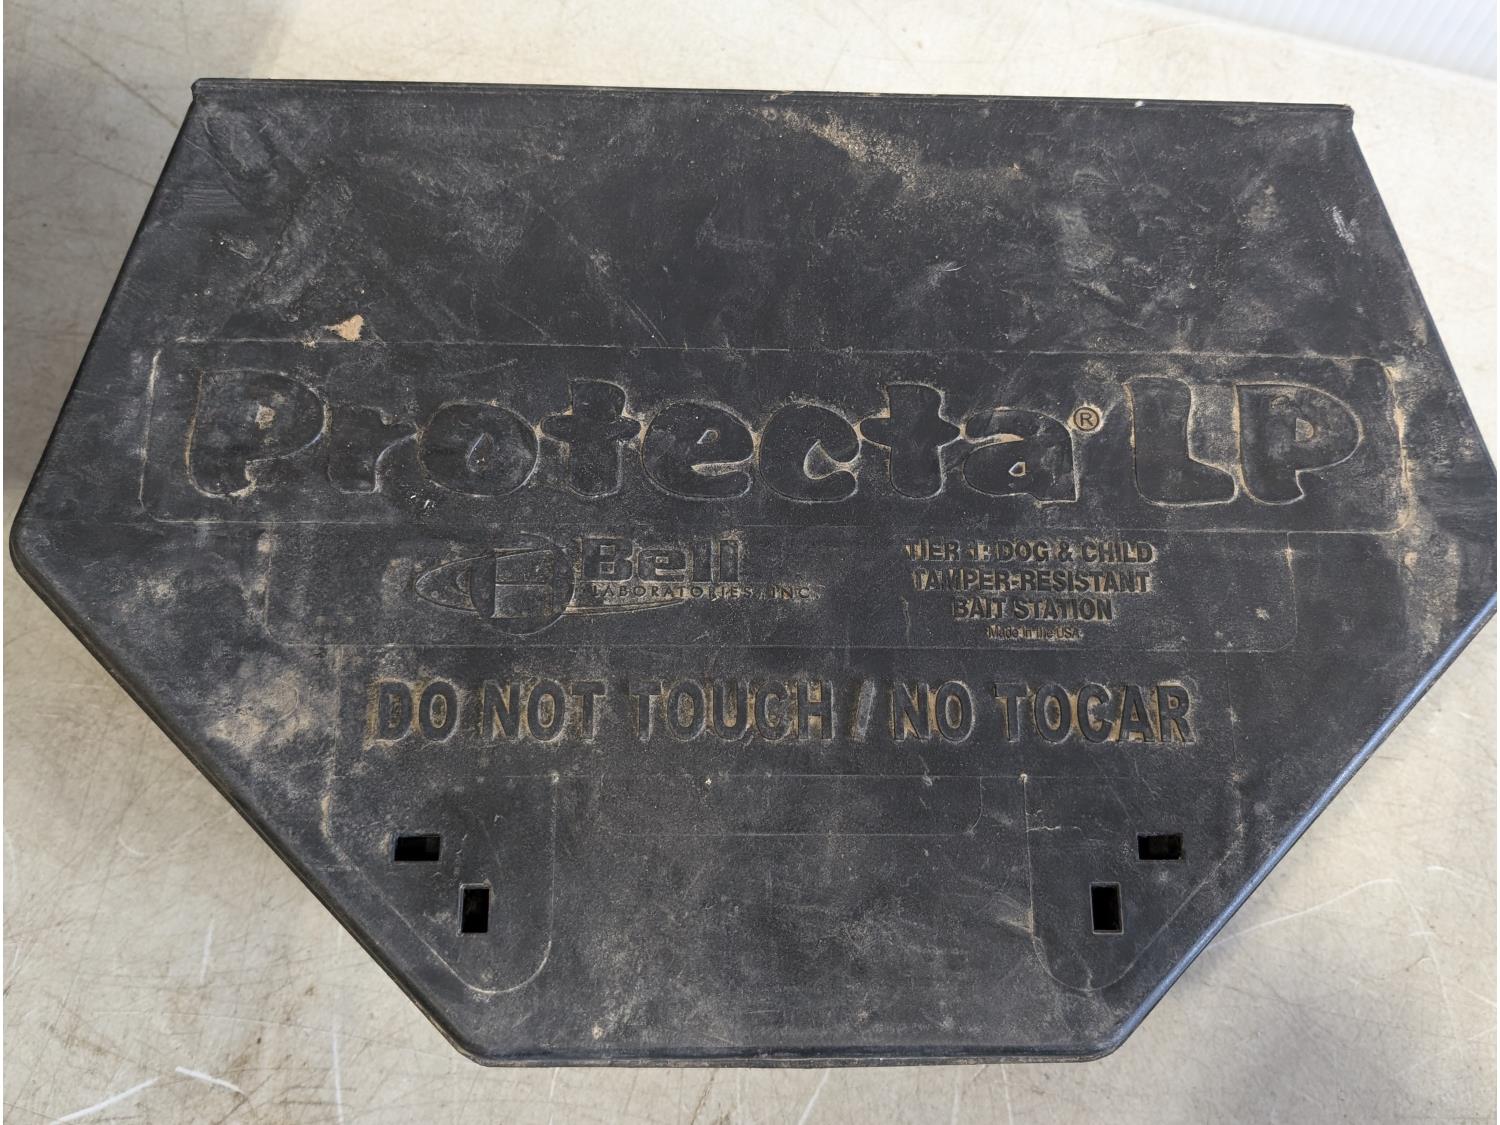 Protecta® LP
Bell
LABORATORIES, INC.
TIER 1: DOG & CHILD
TAMPER-RESISTANT
BAIT STATION
Made in the USA
DO NOT TOUCH / NO TOCAR